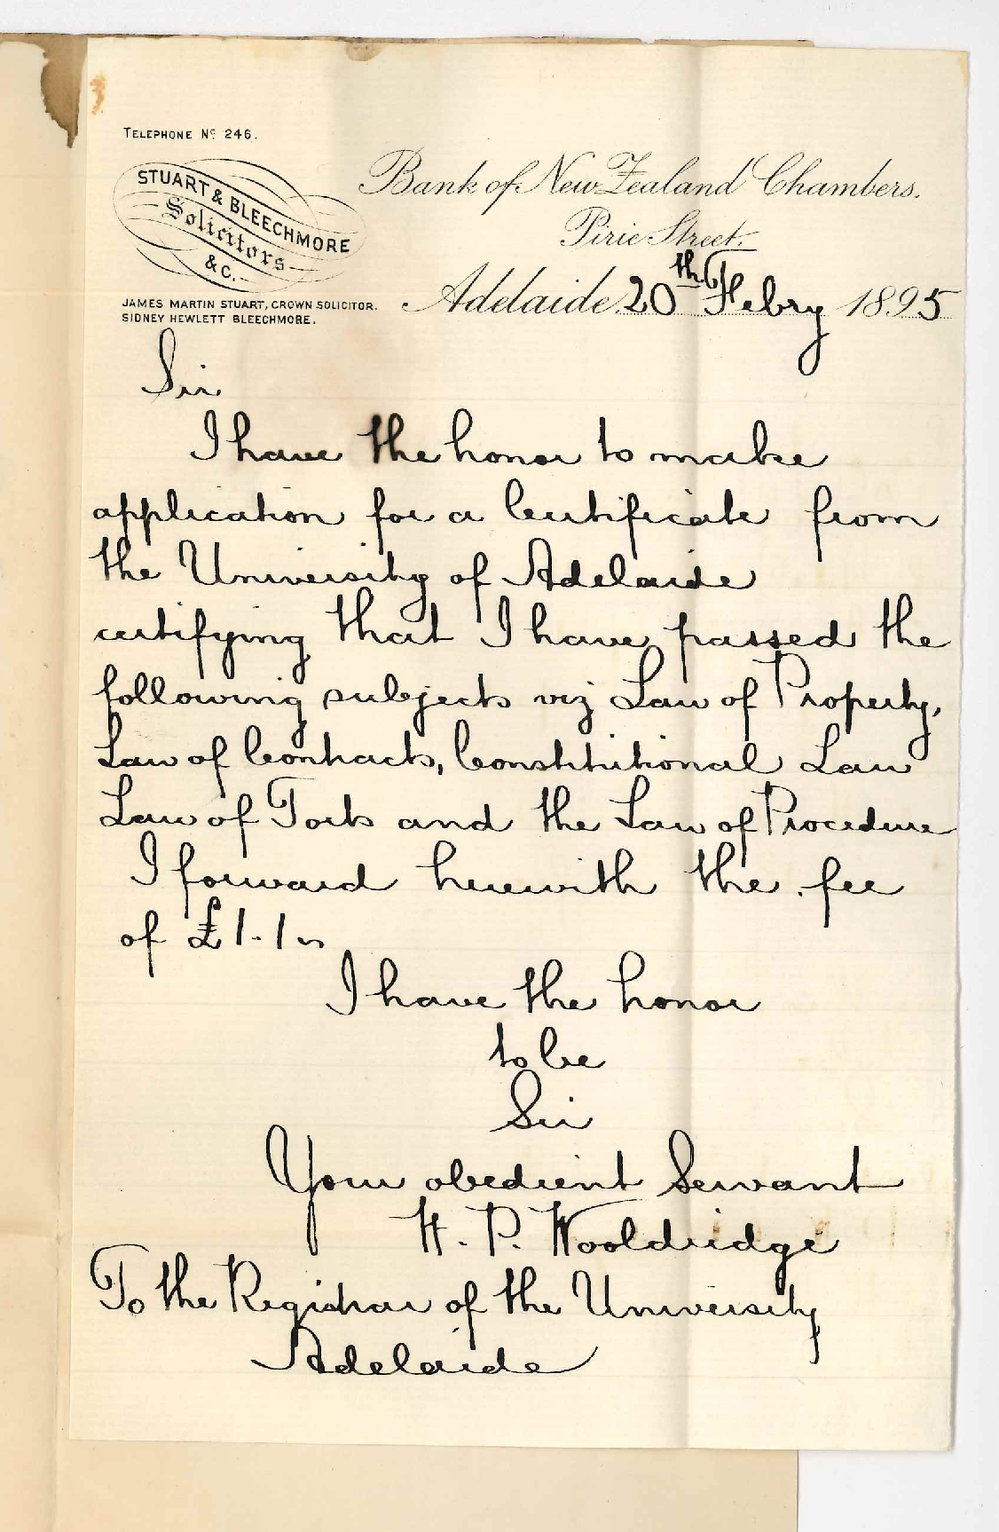 TELEPHONE No 246.
STUART & BLEECHMORE
Solicitors
&C.
JAMES MARTIN STUART, CROWN SOLICITOR.
SIDNEY HEWLETT BLEECHMORE.
Bank of New Zealand Chambers.
Pirie Street.
Adelaide 20th Febry 1895
Sir
I have the honor to make
application for a Certificate from
the University of Adelaide
certifying that I have passed the
following subjects viz Law of Property,
Law of Contracts, Constitutional Law
Law of Torts and the Law of Procedure
I forward herewith the fee
of £1.1"
I have the honor
to be
Sir
Your obedient Servant
H. P. Wooldridge
To the Registrar of the University
Adelaide